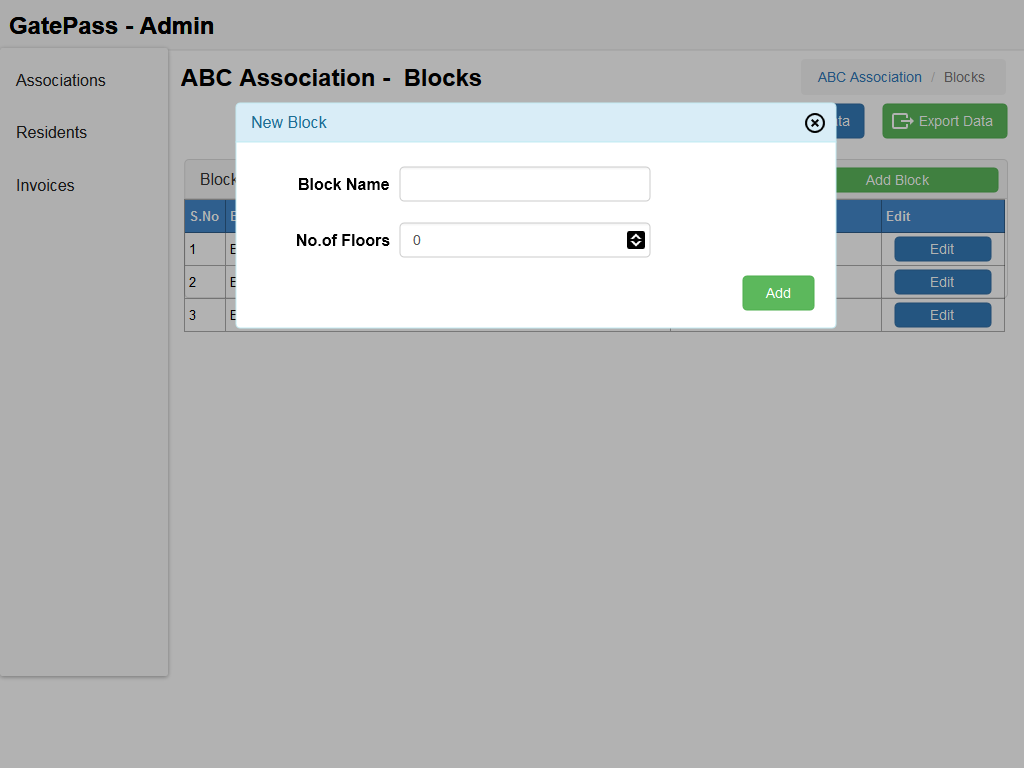 GatePass - Admin
Associations
Residents
Invoices
ABC Association - Blocks
ABC Association / Blocks
Export Data
New Block
Block Name
No.of Floors 0
Add
Block
Add Block
S.No Edit
1 Edit
2 Edit
3 Edit